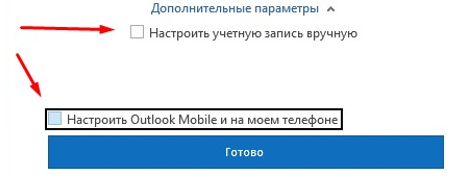 Дополнительные параметры
Настроить учетную запись вручную
Настроить Outlook Mobile и на моем телефоне
Готово